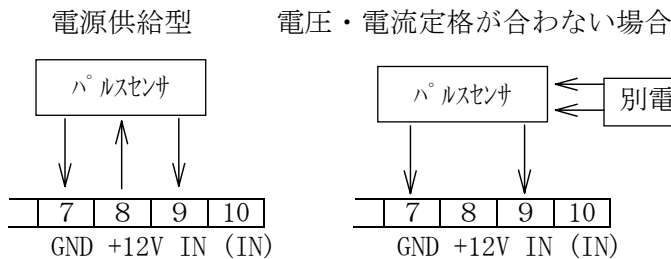 電源供給型
電圧・電流定格が合わない場合
ﾊﾟﾙｽｾﾝｻ
ﾊﾟﾙｽｾﾝｻ
別電
7 8 9 10
GND +12V IN (IN)
7 8 9 10
GND +12V IN (IN)